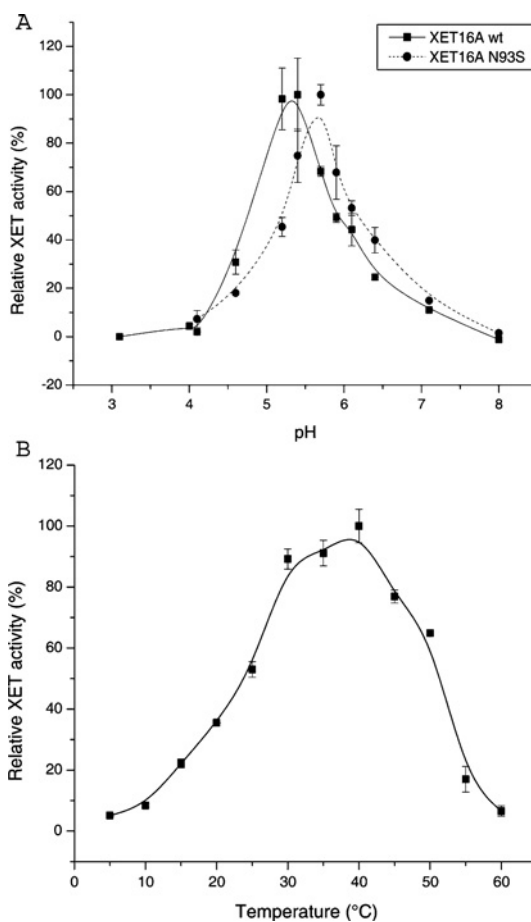 A
XET16A wt
XET16A N93S
Relative XET activity (%)
120
100
80
60
40
20
0
-20
3 4 5 6 7 8
pH
B
Relative XET activity (%)
120
100
80
60
40
20
0
0 10 20 30 40 50 60
Temperature (°C)